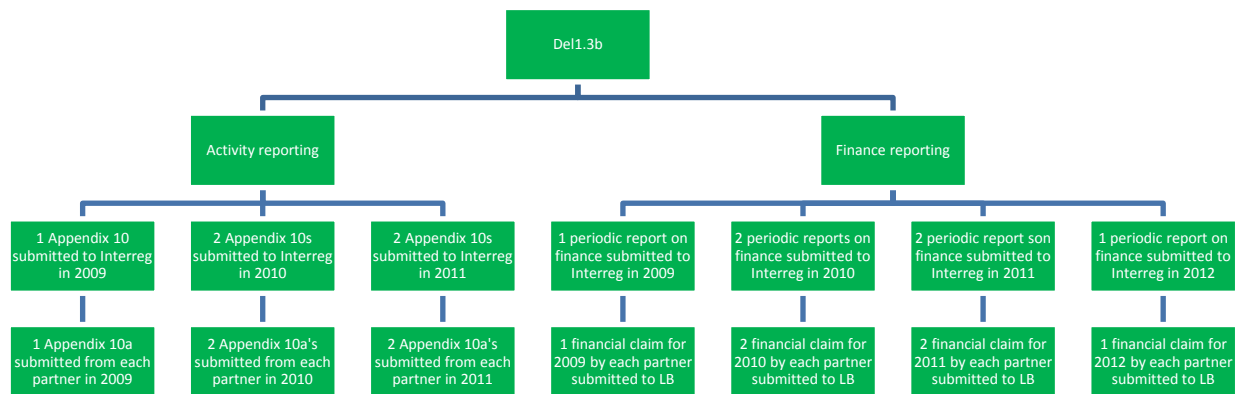 Del1.3b
Activity reporting
Finance reporting
1 Appendix 10
submitted to Interreg
in 2009
2 Appendix 10s
submitted to Interreg
in 2010
2 Appendix 10s
submitted to Interreg
in 2011
1 periodic report on
finance submitted to
Interreg in 2009
2 periodic reports on
finance submitted to
Interreg in 2010
2 periodic report son
finance submitted to
Interreg in 2011
1 periodic report on
finance submitted to
Interreg in 2012
1 Appendix 10a
submitted from each
partner in 2009
2 Appendix 10a's
submitted from each
partner in 2010
2 Appendix 10a's
submitted from each
partner in 2011
1 financial claim for
2009 by each partner
submitted to LB
2 financial claim for
2010 by each partner
submitted to LB
2 financial claim for
2011 by each partner
submitted to LB
1 financial claim for
2012 by each partner
submitted to LB